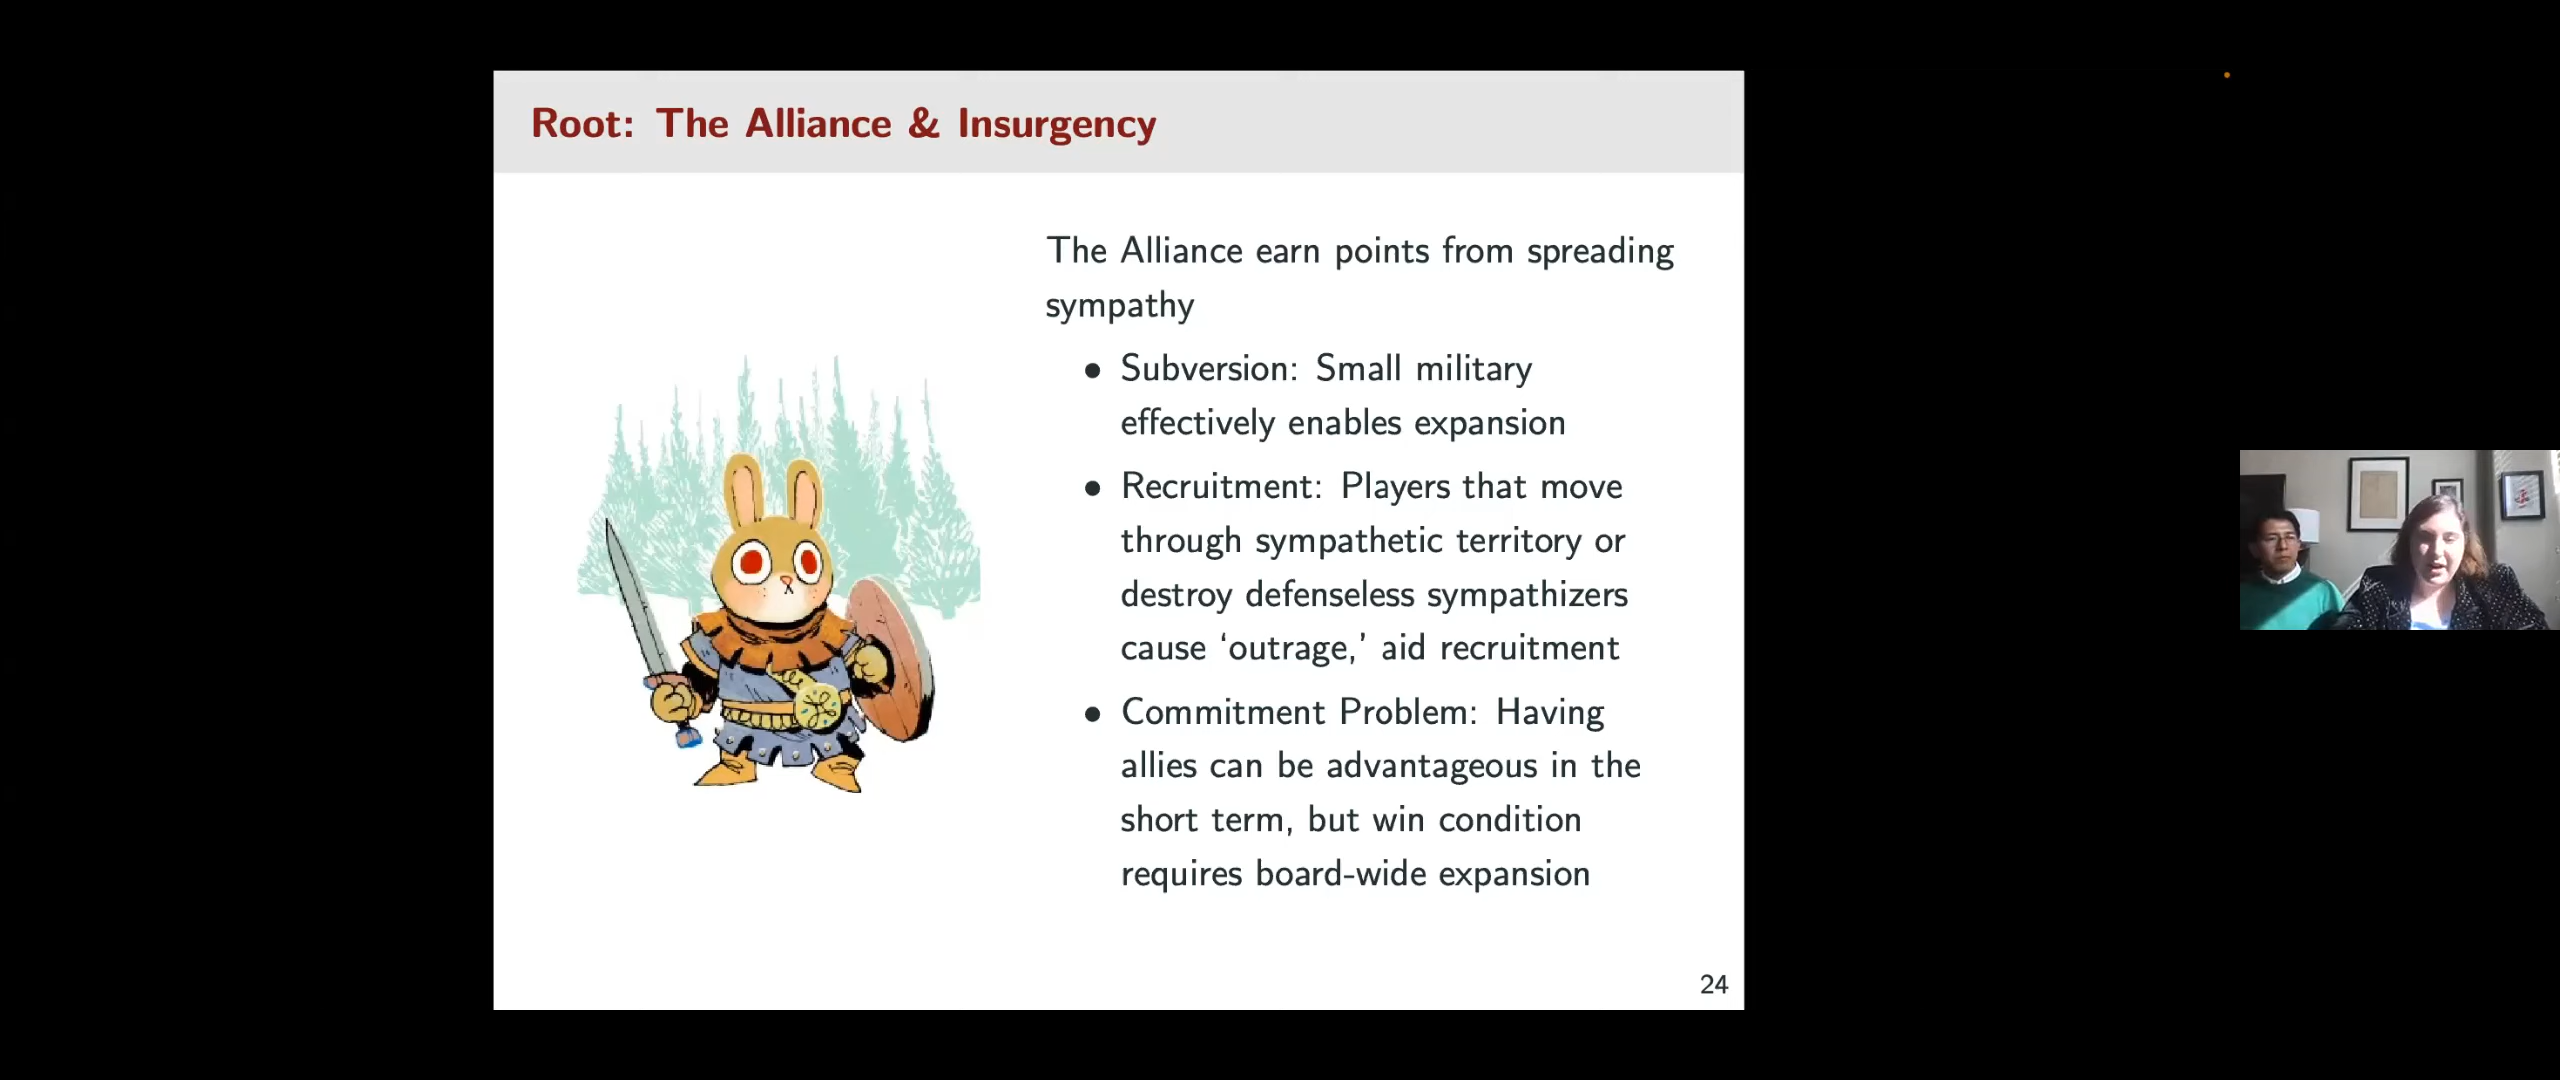 Root: The Alliance & Insurgency
The Alliance earn points from spreading
sympathy
• Subversion: Small military
effectively enables expansion
• Recruitment: Players that move
through sympathetic territory or
destroy defenseless sympathizers
cause ‘outrage,’ aid recruitment
• Commitment Problem: Having
allies can be advantageous in the
short term, but win condition
requires board-wide expansion
24